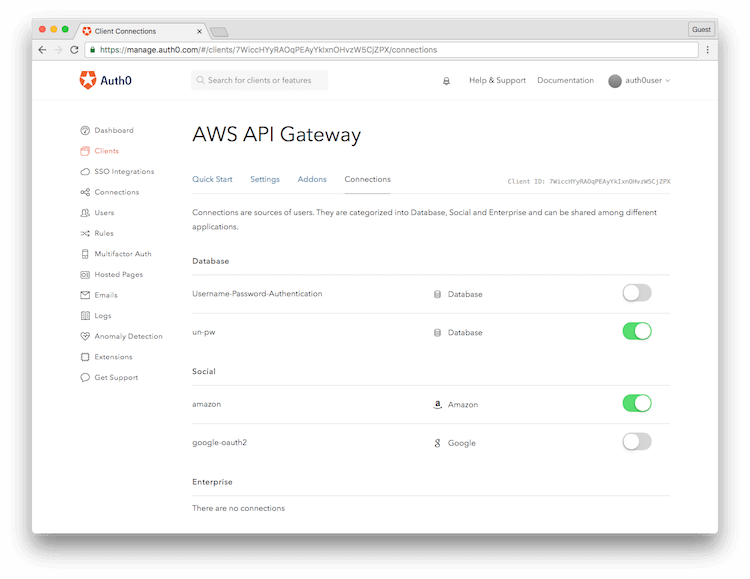 Client Connections
Guest
https://manage.auth0.com/#/clients/7WiccHYyRAOqPEAyYkIxnOHvzW5CjZPX/connections
Auth0
Search for clients or features
Help & Support
Documentation
auth0user
Dashboard
Clients
SSO Integrations
Connections
Users
Rules
Multifactor Auth
Hosted Pages
Emails
Logs
Anomaly Detection
Extensions
Get Support
AWS API Gateway
Quick Start
Settings
Addons
Connections
Client ID: 7WiccHYyRAOqPEAyYkIxnOHvzW5CjZPX
Connections are sources of users. They are categorized into Database, Social and Enterprise and can be shared among different
applications.
Database
Username-Password-Authentication
Database
un-pw
Database
Social
amazon
Amazon
google-oauth2
Google
Enterprise
There are no connections